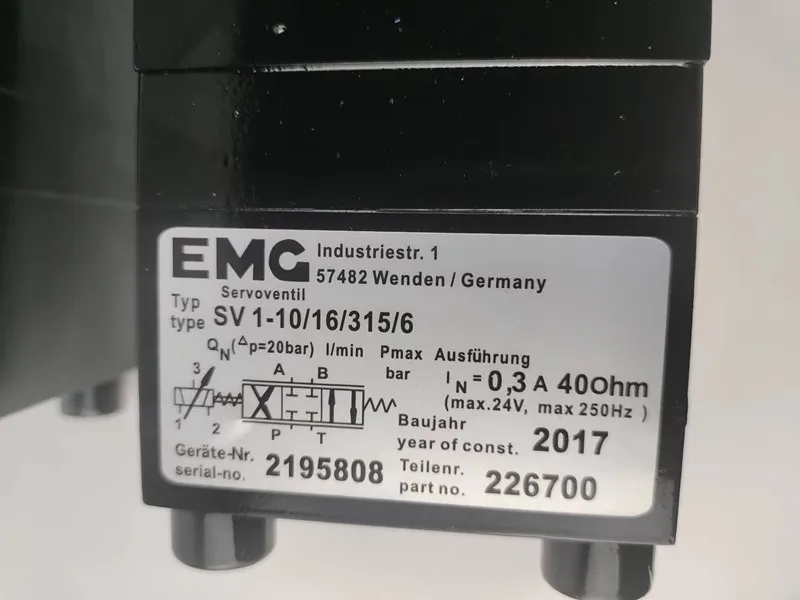 EMG
Industriestr. 1
57482 Wenden / Germany
Servoventil
Typ
type SV 1-10/16/315/6
QN(Δp=20bar) l/min Pmax Ausführung
bar IN = 0,3 A 40Ohm
(max.24V, max 250Hz )
3 A B
1 2 P T
Baujahr
year of const. 2017
Geräte-Nr.
serial-no. 2195808
Teilenr.
part no. 226700